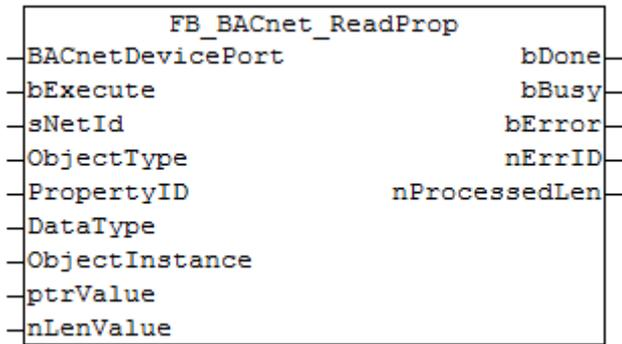 FB_BACnet_ReadProp
BACnetDevicePort bDone
bExecute bBusy
sNetId bError
ObjectType nErrID
PropertyID nProcessedLen
DataType
ObjectInstance
ptrValue
nLenValue